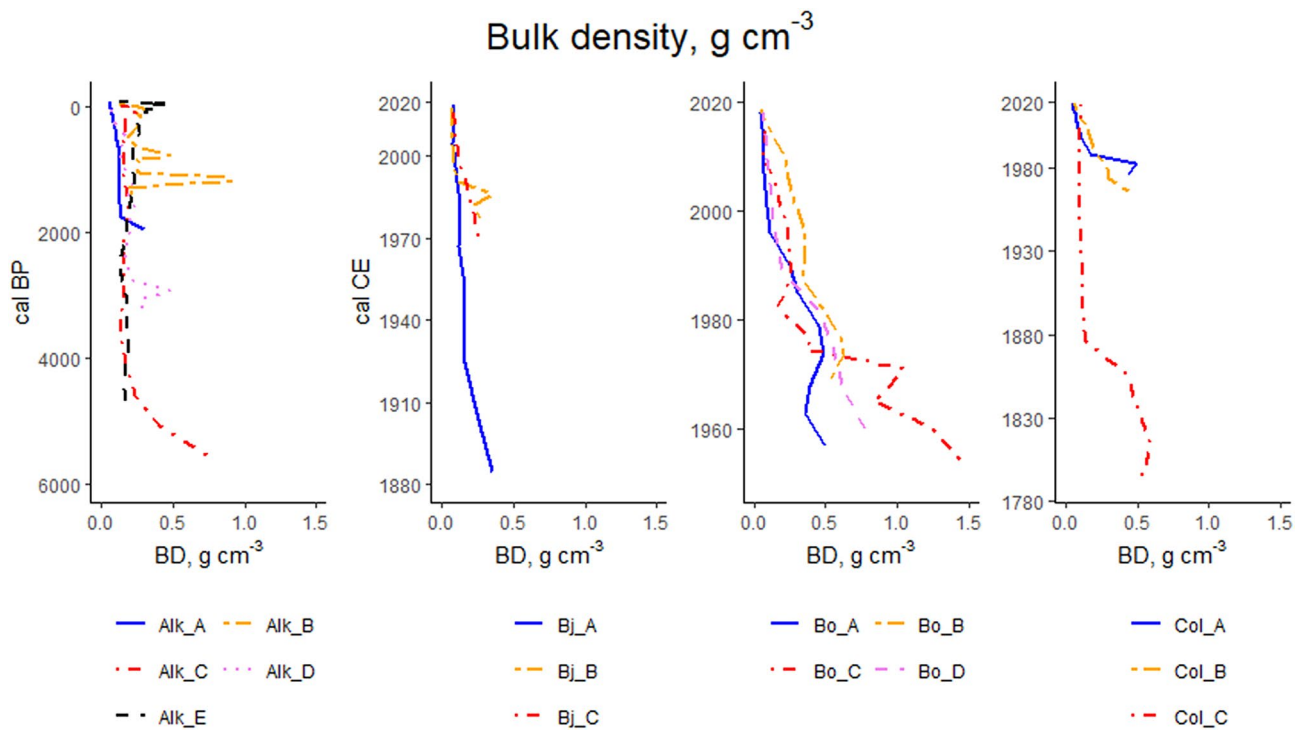 Bulk density, g cm-3
cal BP
0
2000
4000
6000
0.0 0.5 1.0 1.5
BD, g cm-3
cal CE
2020
2000
1970
1940
1910
1880
0.0 0.5 1.0 1.5
BD, g cm-3
2020
2000
1980
1960
0.0 0.5 1.0 1.5
BD, g cm-3
2020
1980
1930
1880
1830
1780
0.0 0.5 1.0 1.5
BD, g cm-3
Alk_A Alk_B
Alk_C Alk_D
Alk_E
Bj_A
Bj_B
Bj_C
Bo_A Bo_B
Bo_C Bo_D
Col_A
Col_B
Col_C